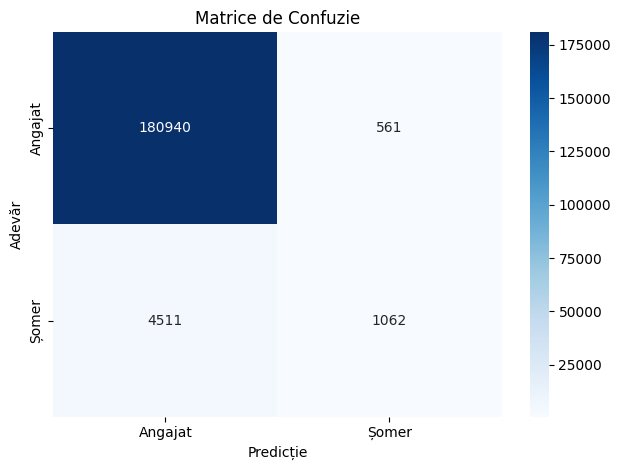 Matrice de Confuzie
Adevăr
Angajat
180940
561
Șomer
4511
1062
Angajat
Șomer
Predicție
175000
150000
125000
100000
75000
50000
25000